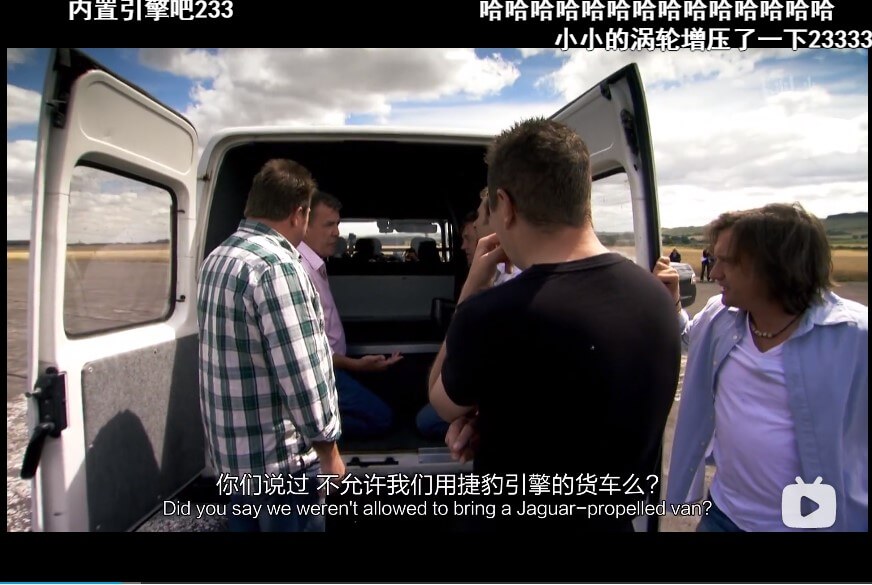 内置引擎吧233
哈哈哈哈哈哈哈哈哈哈哈哈哈哈
小小的涡轮增压了一下23333
你们说过 不允许我们用捷豹引擎的货车么?
Did you say we weren't allowed to bring a Jaguar-propelled van?